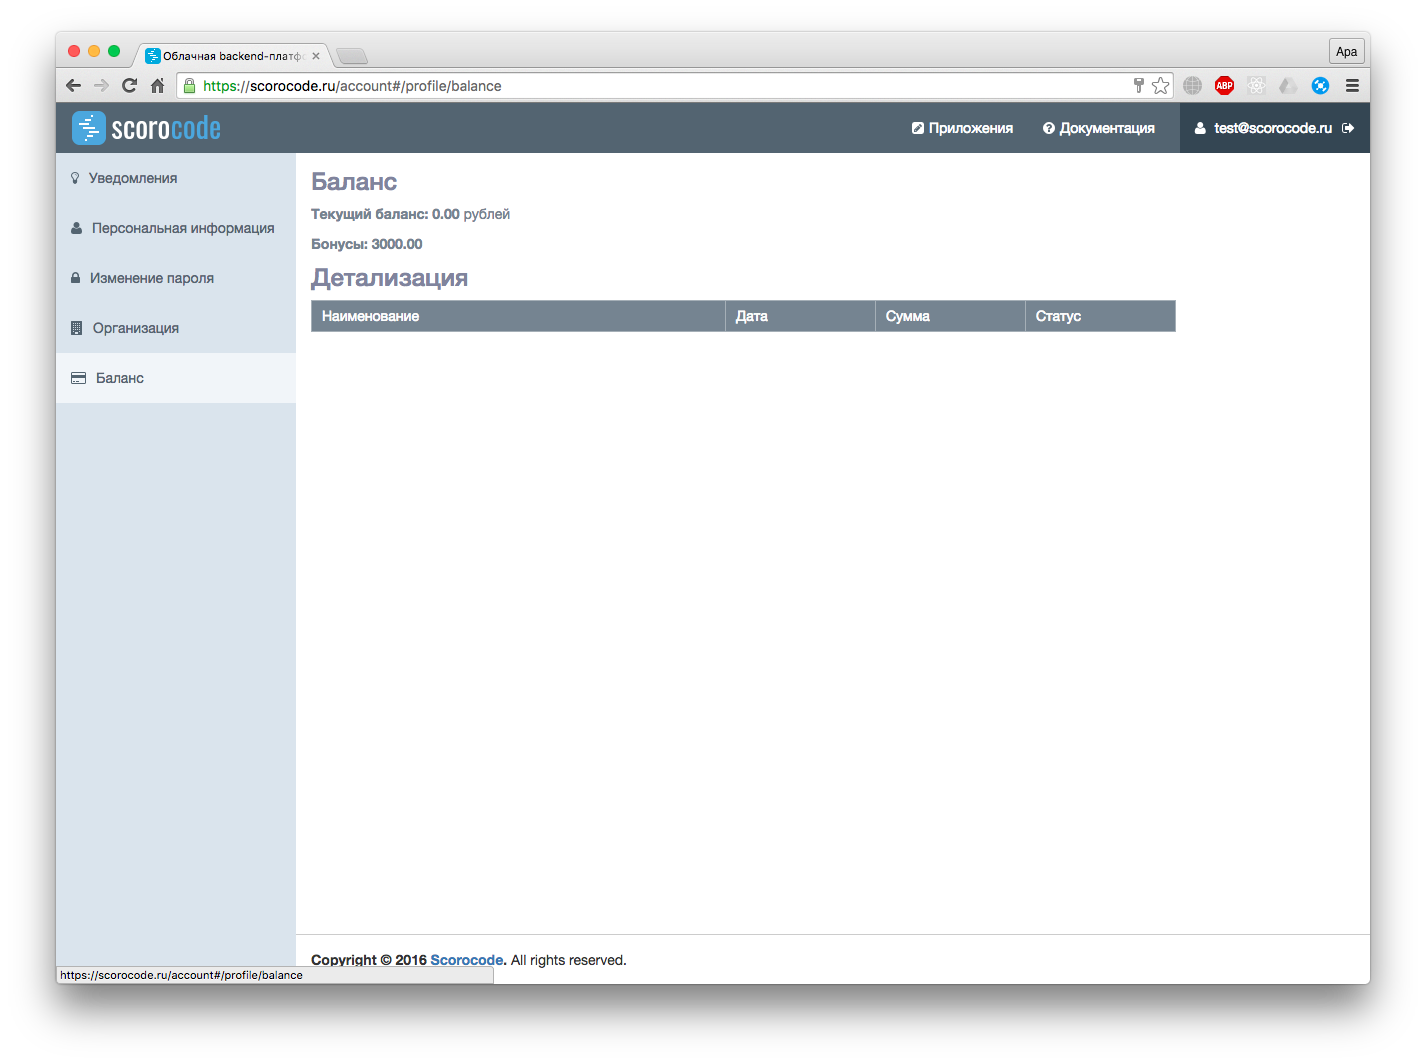 Облачная backend-платфо
Apa
https://scorocode.ru/account#/profile/balance
ABP
scorocode
Приложения
Документация
test@scorocode.ru
Уведомления
Персональная информация
Изменение пароля
Организация
Баланс
Баланс
Текущий баланс: 0.00 рублей
Бонусы: 3000.00
Детализация
Наименование Дата Сумма Статус
Copyright © 2016 Scorocode. All rights reserved.
https://scorocode.ru/account#/profile/balance